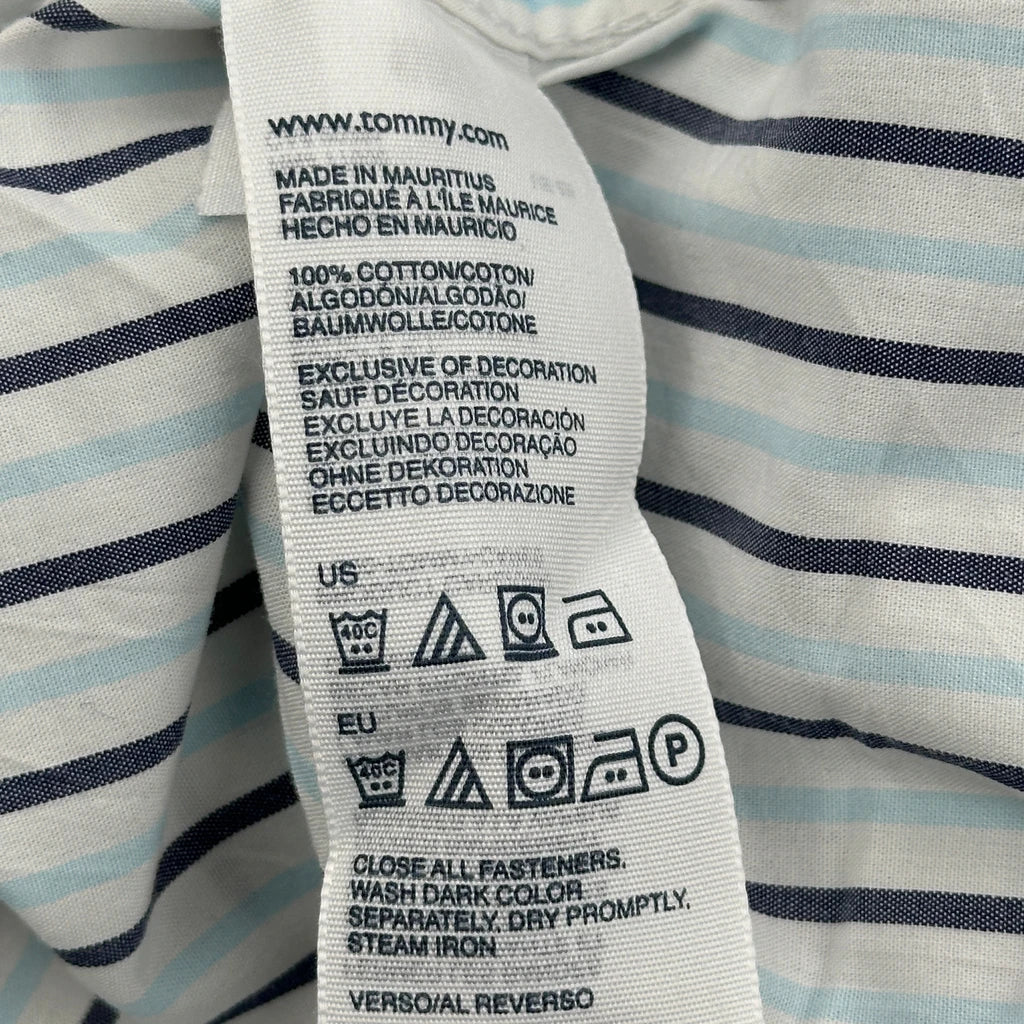 www.tommy.com
MADE IN MAURITIUS
FABRIQUÉ À L'ÎLE MAURICE
HECHO EN MAURICIO
100% COTTON/COTON/
ALGODÓN/ALGODÃO/
BAUMWOLLE/COTONE
EXCLUSIVE OF DECORATION
SAUF DÉCORATION
EXCLUYE LA DECORACIÓN
EXCLUINDO DECORAÇÃO
OHNE DEKORATION
ECCETTO DECORAZIONE
US
40C
EU
40C
P
CLOSE ALL FASTENERS.
WASH DARK COLOR
SEPARATELY. DRY PROMPTLY.
STEAM IRON
VERSO/AL REVERSO